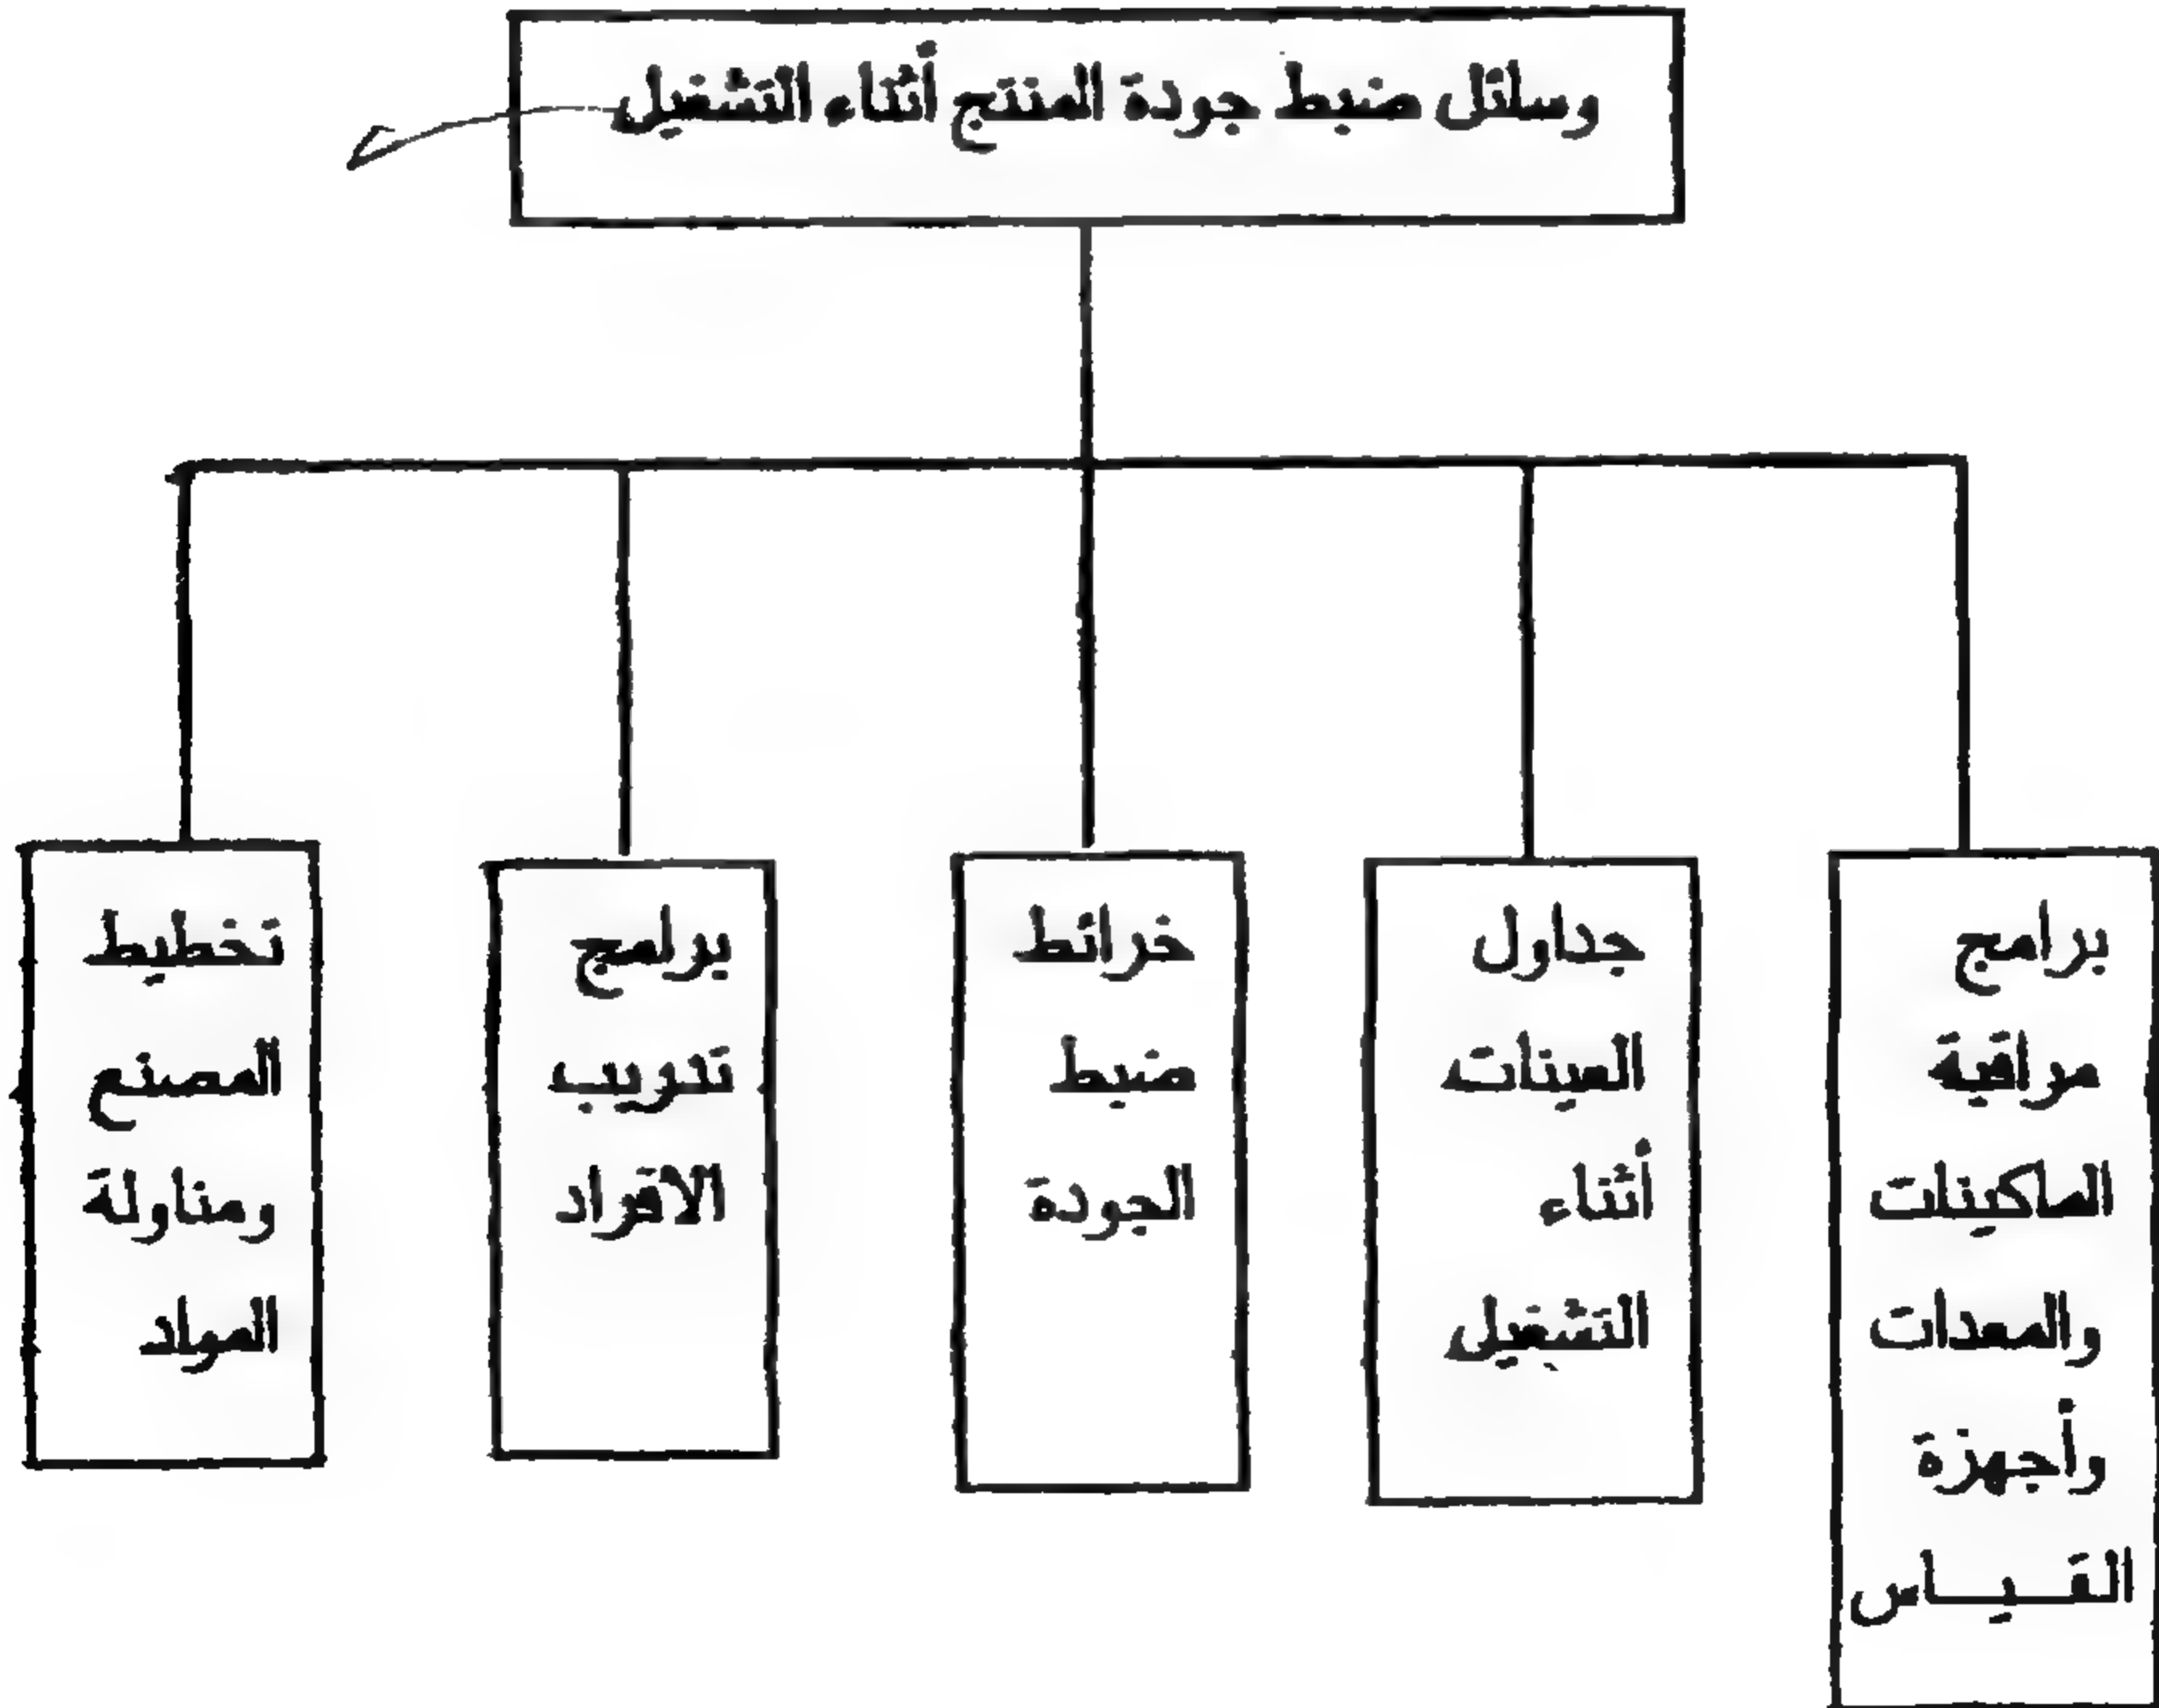 وسائل ضبط جودة المنتج أثناء التشغيل
برامج
مراقبة
الماكينات
والمعدات
وأجهزة
القيــاس
جداول
العينات
أثناء
التشغيل
خرائط
ضبط
الجودة
برامج
تدريب
الافراد
تخطيط
المصنع
ومناولة
المواد